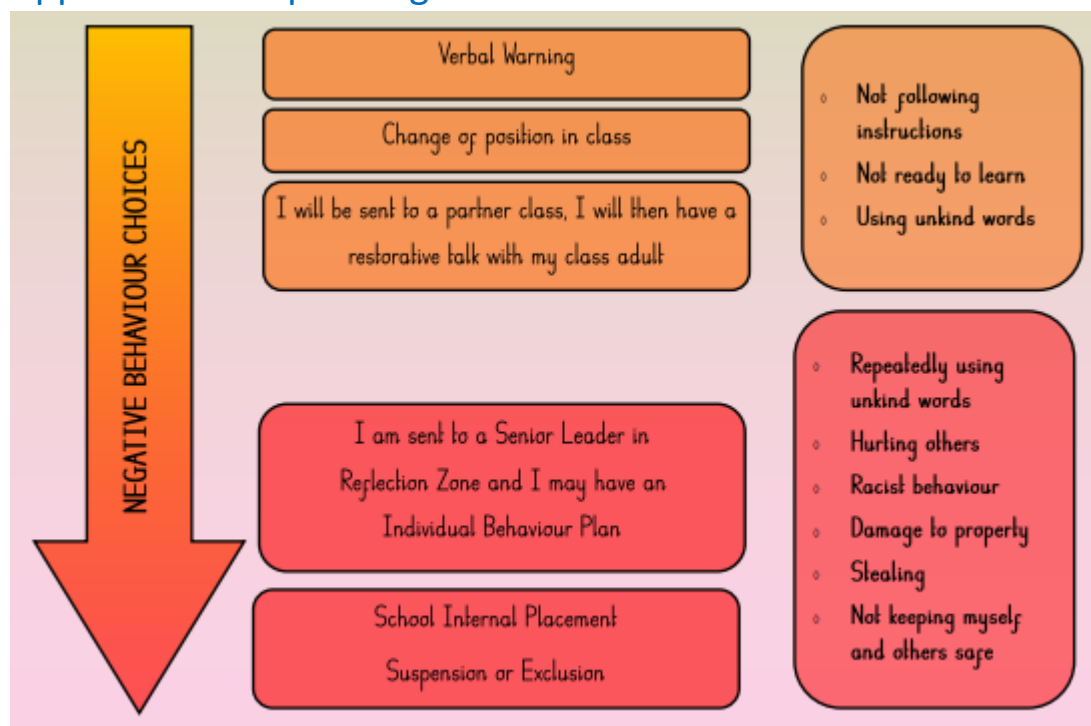 NEGATIVE BEHAVIOUR CHOICES
Verbal Warning
Change of position in class
I will be sent to a partner class, I will then have a
restorative talk with my class adult
I am sent to a Senior Leader in
Reflection Zone and I may have an
Individual Behaviour Plan
School Internal Placement
Suspension or Exclusion
◊ Not following
instructions
◊ Not ready to learn
◊ Using unkind words
◊ Repeatedly using
unkind words
◊ Hurting others
◊ Racist behaviour
◊ Damage to property
◊ Stealing
◊ Not keeping myself
and others safe